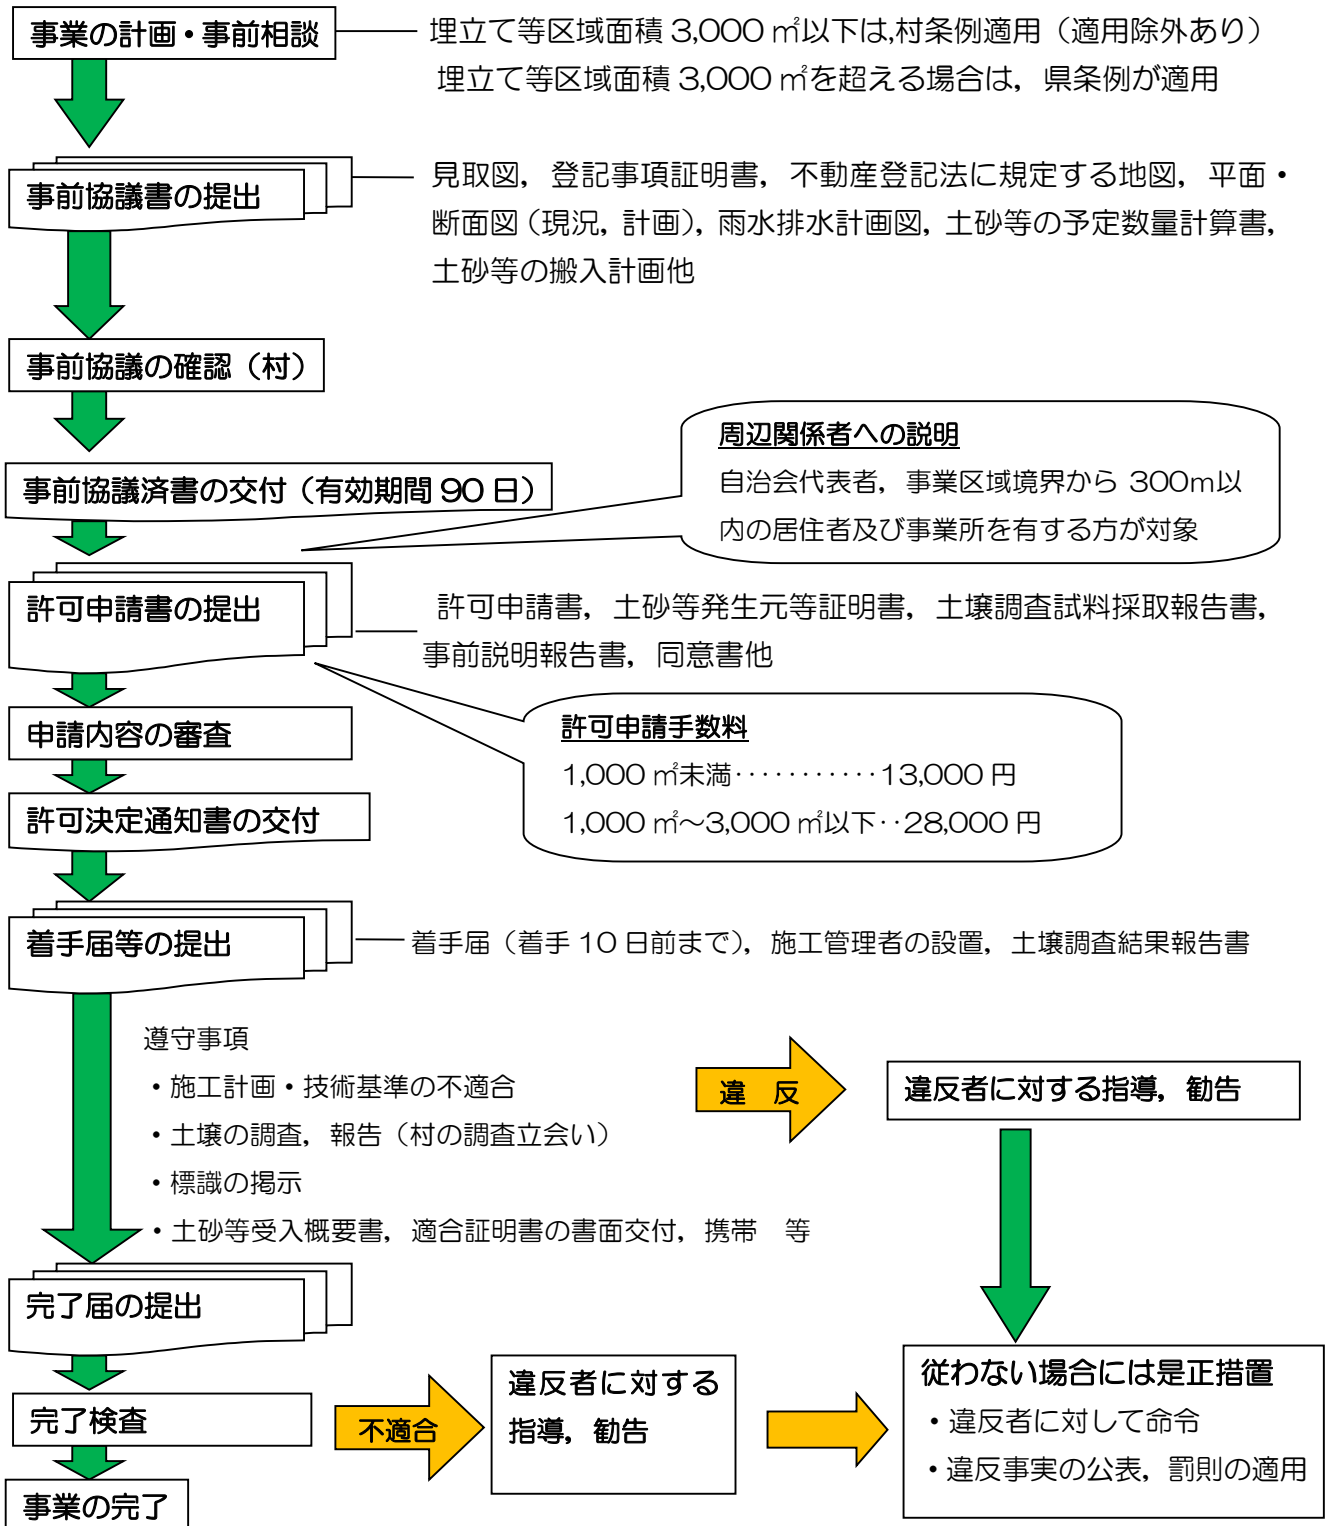 事業の計画・事前相談
埋立て等区域面積 3,000 ㎡以下は,村条例適用（適用除外あり）
埋立て等区域面積 3,000 ㎡を超える場合は，県条例が適用
事前協議書の提出
見取図，登記事項証明書，不動産登記法に規定する地図，平面・
断面図（現況，計画），雨水排水計画図，土砂等の予定数量計算書，
土砂等の搬入計画他
事前協議の確認（村）
周辺関係者への説明
自治会代表者，事業区域境界から 300ｍ以
内の居住者及び事業所を有する方が対象
事前協議済書の交付（有効期間 90 日）
許可申請書の提出
許可申請書，土砂等発生元等証明書，土壌調査試料採取報告書，
事前説明報告書，同意書他
申請内容の審査
許可申請手数料
1,000 ㎡未満・・・・・・・・・・・13,000 円
1,000 ㎡～3,000 ㎡以下・・28,000 円
許可決定通知書の交付
着手届等の提出
着手届（着手 10 日前まで），施工管理者の設置，土壌調査結果報告書
遵守事項
・施工計画・技術基準の不適合
・土壌の調査，報告（村の調査立会い）
・標識の掲示
・土砂等受入概要書，適合証明書の書面交付，携帯　等
違　反
違反者に対する指導，勧告
完了届の提出
完了検査
不適合
違反者に対する
指導，勧告
従わない場合には是正措置
・違反者に対して命令
・違反事実の公表，罰則の適用
事業の完了